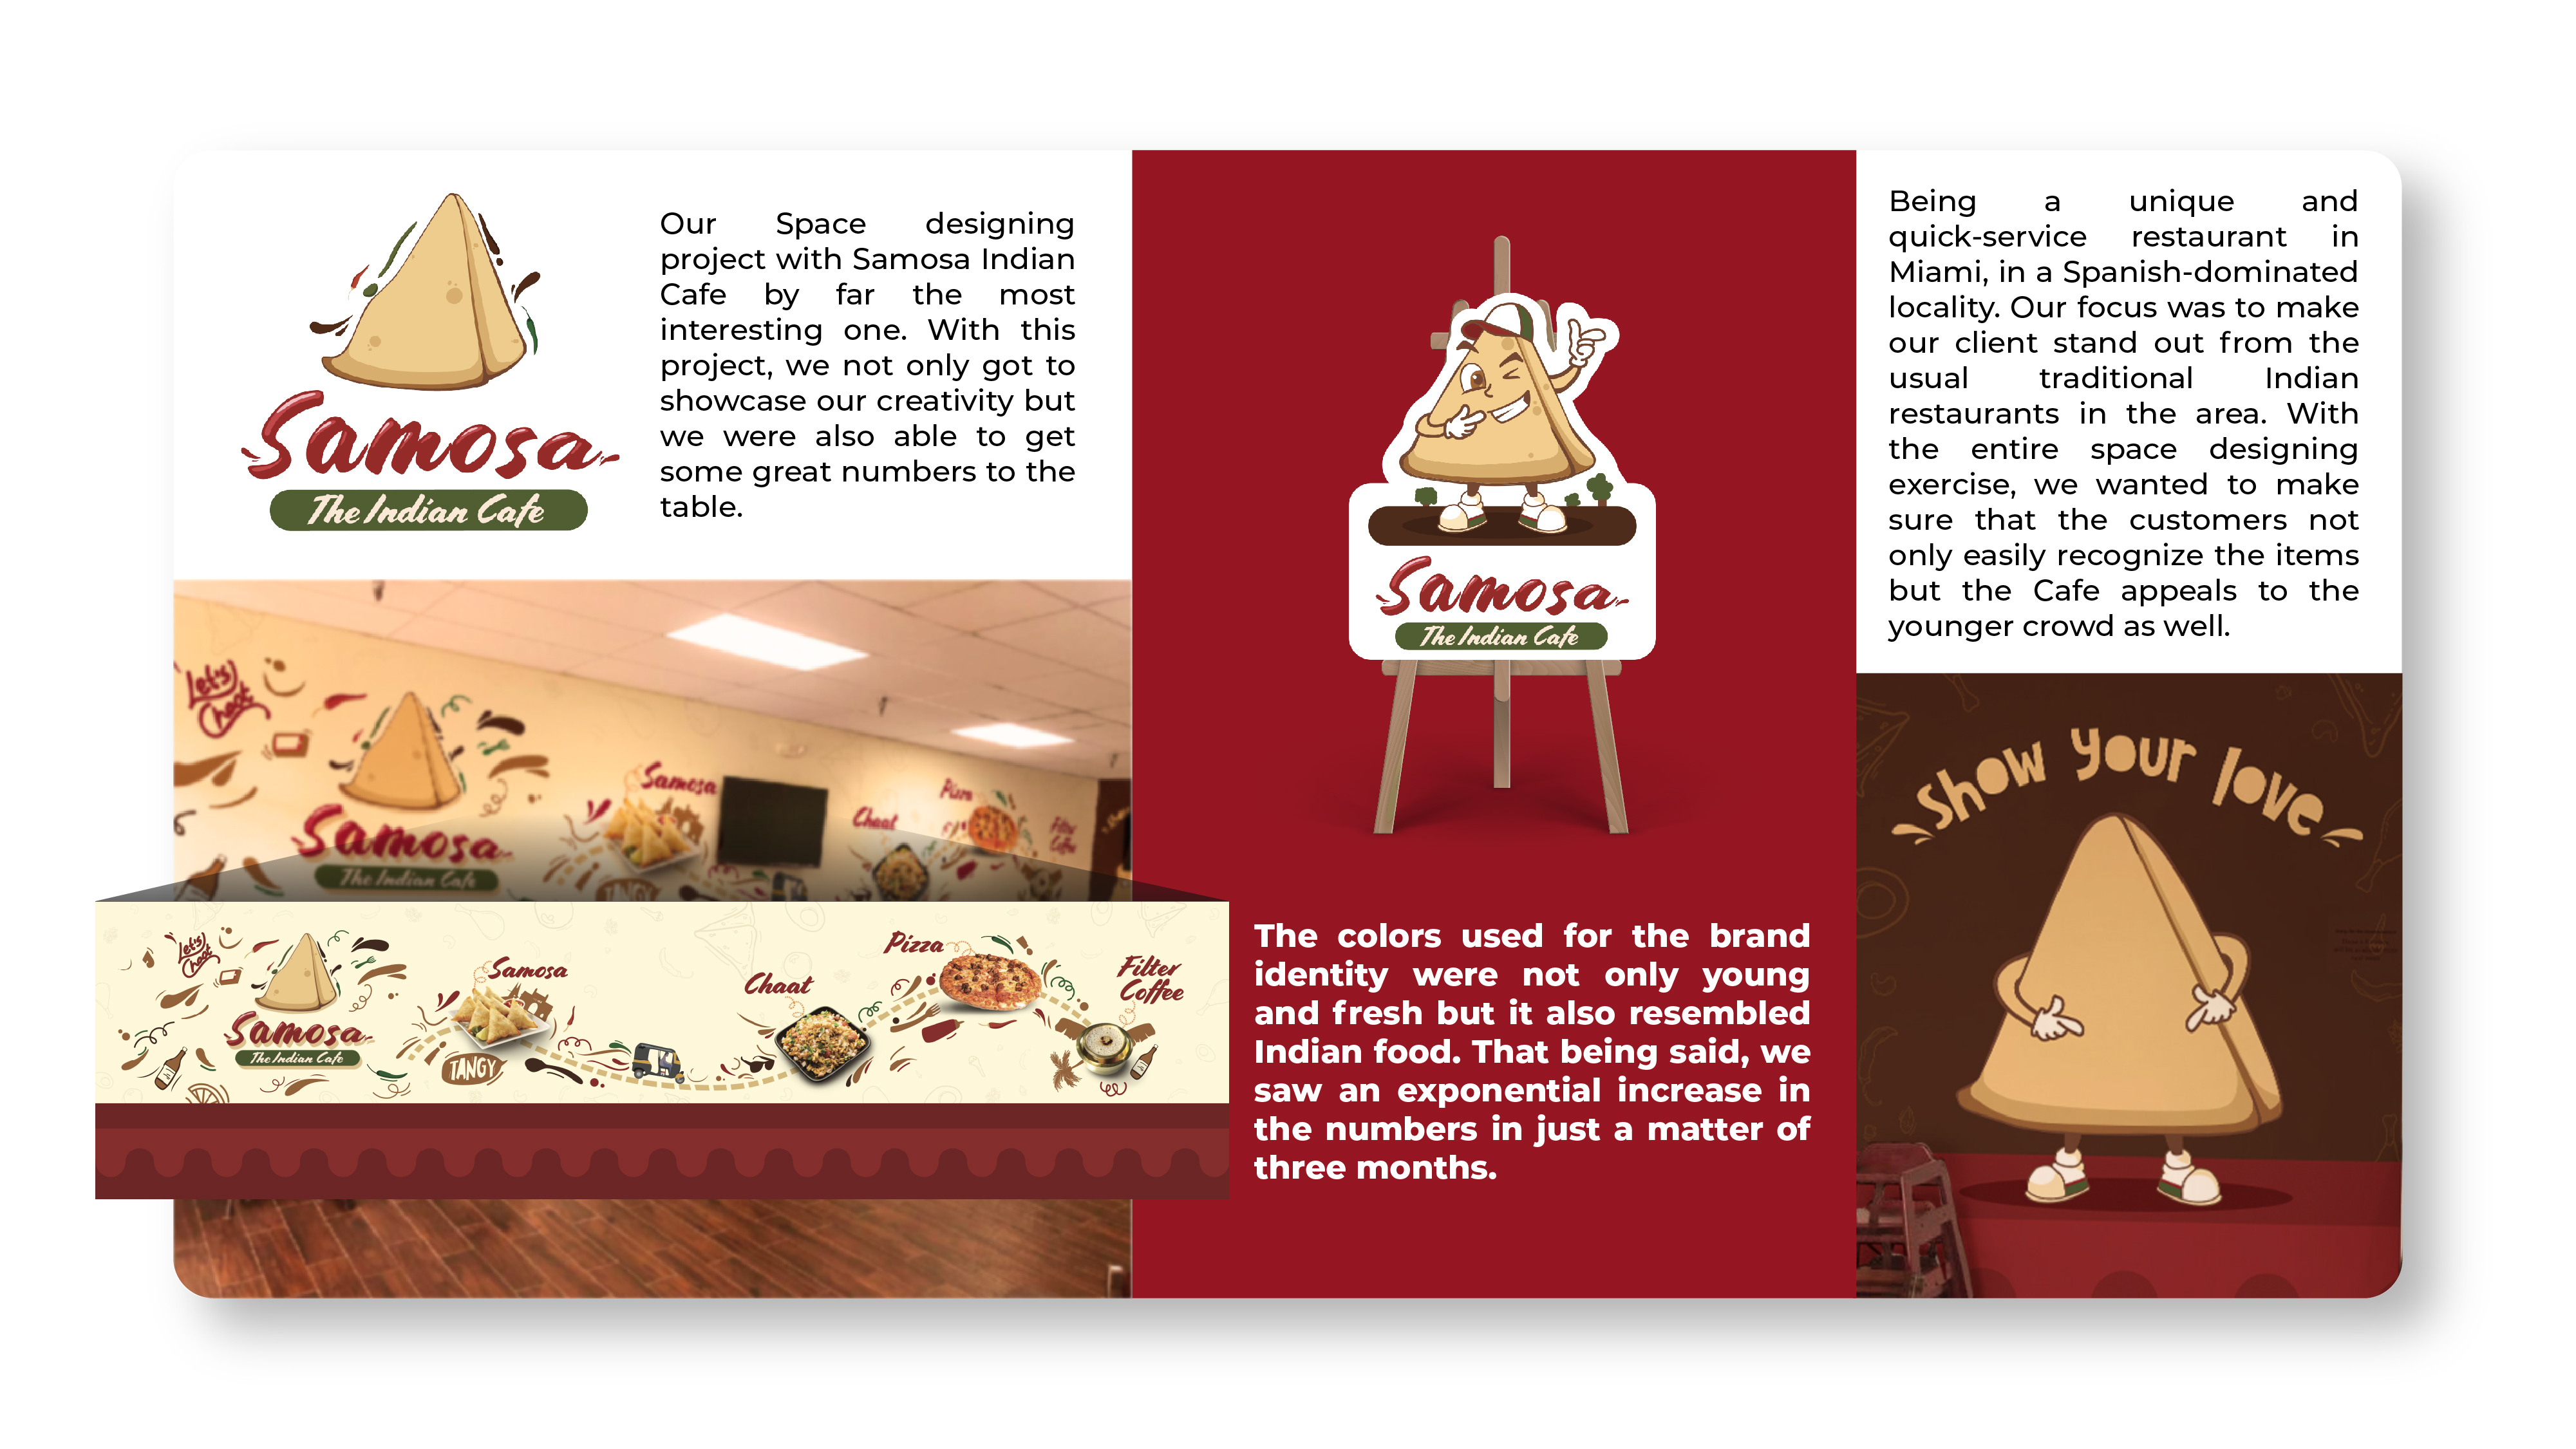 Samosa
The Indian Cafe
Our Space designing
project with Samosa Indian
Cafe by far the most
interesting one. With this
project, we not only got to
showcase our creativity but
we were also able to get
some great numbers to the
table.
Let's
Chaat
Samosa
The Indian Cafe
Samosa
TANGY
Chaat
Pizza
Filter
Coffee
Let's
Chaat
Samosa
The Indian Cafe
Samosa
TANGY
Chaat
Pizza
Filter
Coffee
Samosa
The Indian Cafe
The colors used for the brand
identity were not only young
and fresh but it also resembled
Indian food. That being said, we
saw an exponential increase in
the numbers in just a matter of
three months.
Being a unique and
quick-service restaurant in
Miami, in a Spanish-dominated
locality. Our focus was to make
our client stand out from the
usual traditional Indian
restaurants in the area. With
the entire space designing
exercise, we wanted to make
sure that the customers not
only easily recognize the items
but the Cafe appeals to the
younger crowd as well.
Show your love